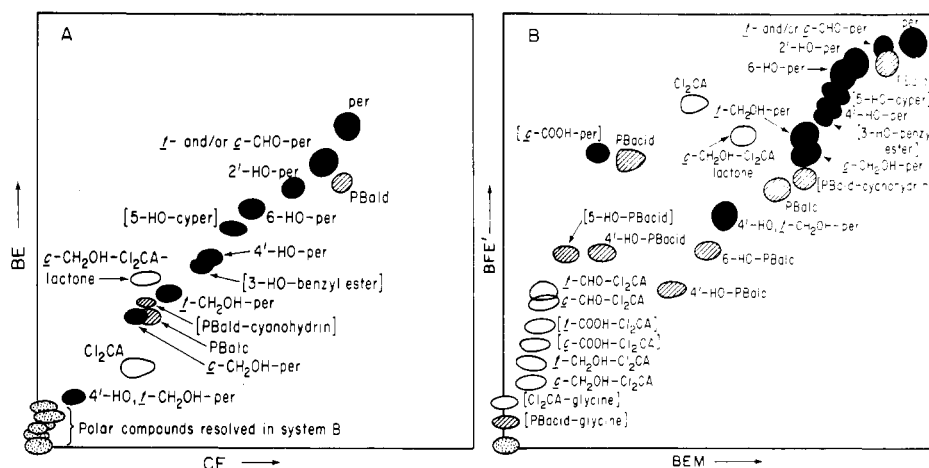 A
per
t- and/or c-CHO-per
2'-HO-per
PBald
[5-HO-cyper]
6-HO-per
4'-HO-per
c-CH2OH-Cl2CA-
lactone
[3-HO-benzyl ester]
t-CH2OH-per
[PBald-cyanohydrin]
PBalc
c-CH2OH-per
Cl2CA
4'-HO, t-CH2OH-per
Polar compounds resolved in system B
BE
CE
B
per
t- and/or c-CHO-per
2'-HO-per
6-HO-per
Cl2CA
[5-HO-cyper]
t-CH2OH-per
4'-HO-per
[c-COOH-per]
PBacid
[3-HO-benzyl
ester]
c-CH2OH-Cl2CA
lactone
c-CH2OH-per
[PBald-cyanohydrin
PBalc
[5-HO-PBacid]
4'-HO-PBacid
4'-HO, t-CH2OH-per
6-HO-PBalc
t-CHO-Cl2CA
c-CHO-Cl2CA
4'-HO-PBalc
[t-COOH-Cl2CA]
[c-COOH-Cl2CA]
t-CH2OH-Cl2CA
c-CH2OH-Cl2CA
[Cl2CA-glycine]
[PBacid-glycine]
BFE'
BEM